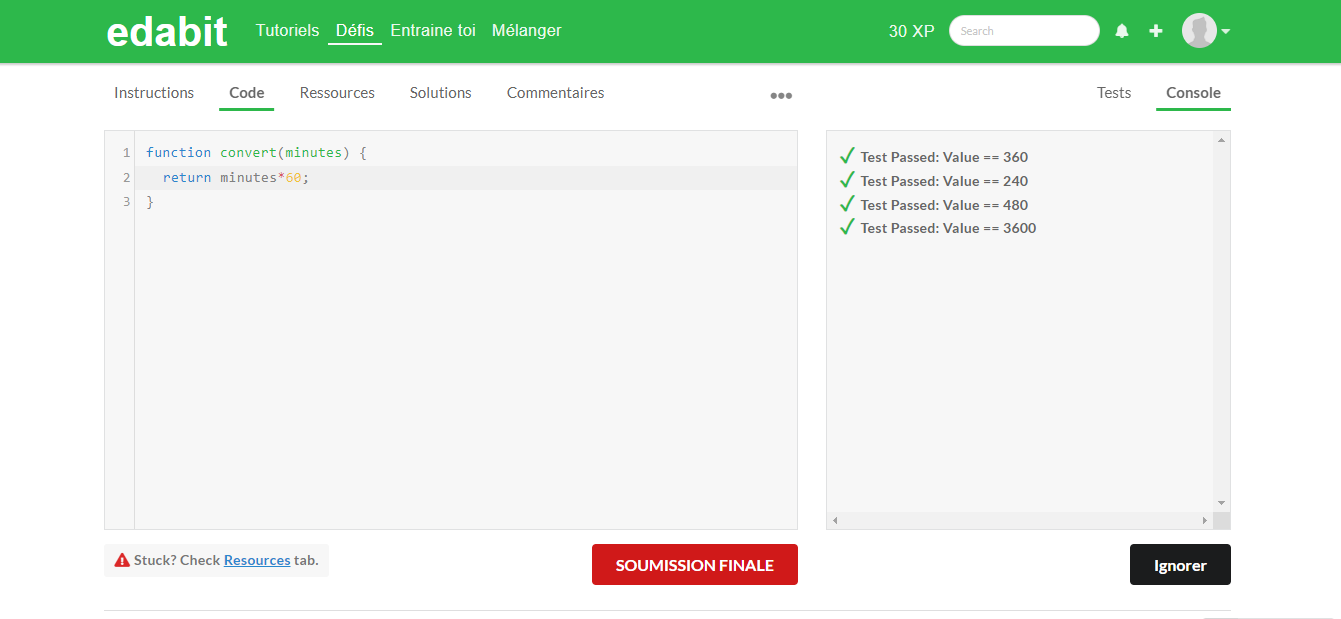 edabit Tutoriels Défis Entraine toi Mélanger 30 XP Search
Instructions Code Ressources Solutions Commentaires Tests Console
1 function convert(minutes) {
2 return minutes*60;
3 }
Test Passed: Value == 360
Test Passed: Value == 240
Test Passed: Value == 480
Test Passed: Value == 3600
Stuck? Check Resources tab. SOUMISSION FINALE Ignorer